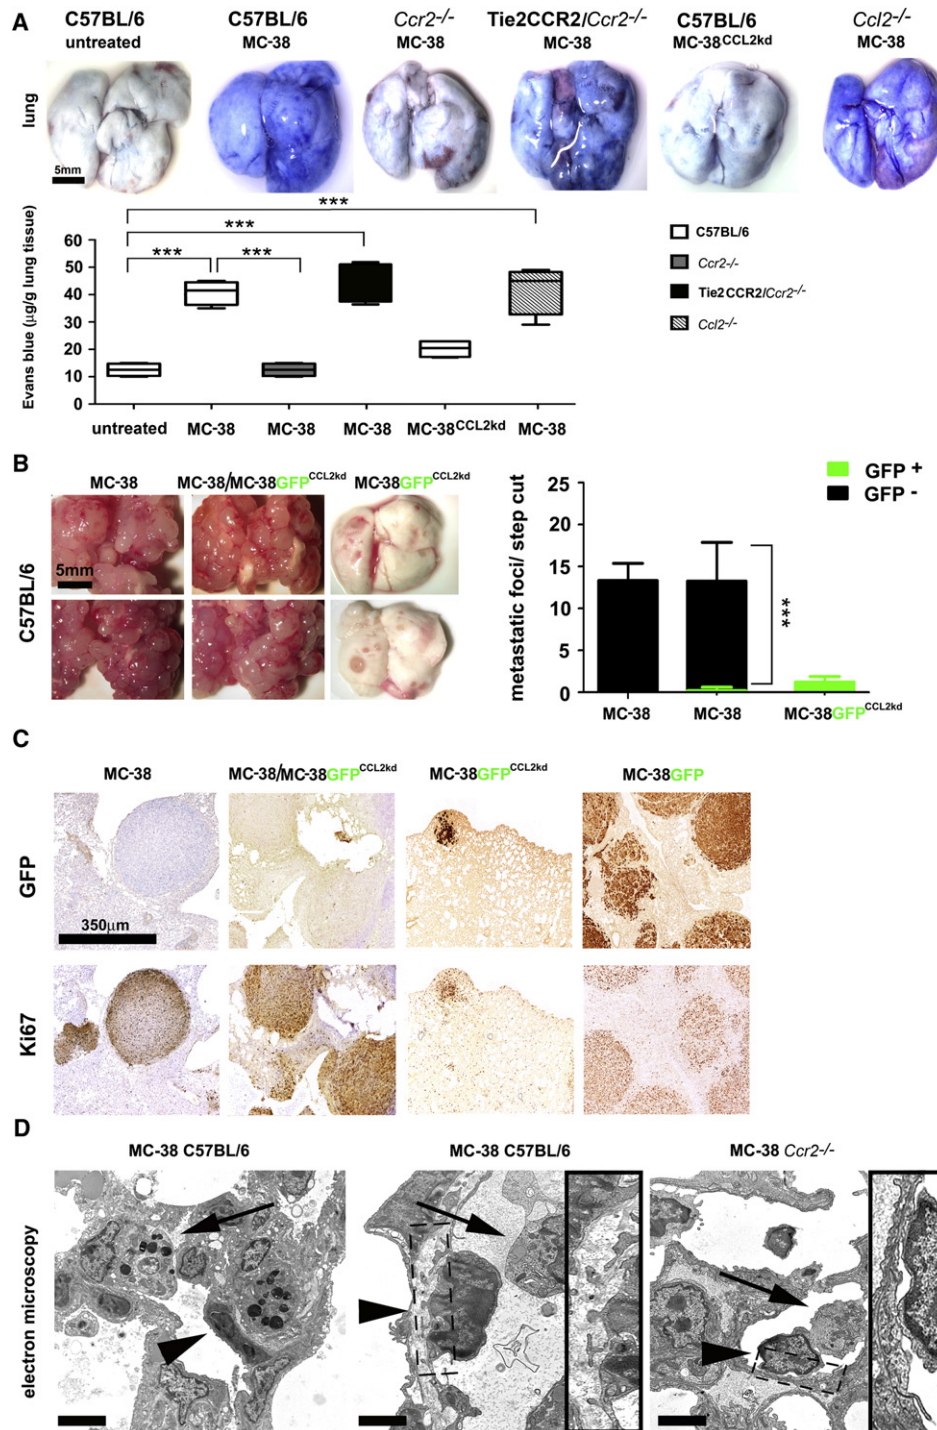 A
C57BL/6
untreated
C57BL/6
MC-38
Ccr2-/-
MC-38
Tie2CCR2/Ccr2-/-
MC-38
C57BL/6
MC-38CCL2kd
Ccl2-/-
MC-38
lung
5mm
***
***
***
***
Evans blue (µg/g lung tissue)
60
50
40
30
20
10
0
untreated
MC-38
MC-38
MC-38
MC-38CCL2kd
MC-38
C57BL/6
Ccr2-/-
Tie2CCR2/Ccr2-/-
Ccl2-/-
B
MC-38
MC-38/MC-38GFPCCL2kd
MC-38GFPCCL2kd
C57BL/6
5mm
GFP +
GFP -
metastatic foci/ step cut
25
20
15
10
5
0
***
MC-38
MC-38
MC-38GFPCCL2kd
C
MC-38
MC-38/MC-38GFPCCL2kd
MC-38GFPCCL2kd
MC-38GFP
GFP
350µm
Ki67
D
MC-38 C57BL/6
MC-38 C57BL/6
MC-38 Ccr2-/-
electron microscopy